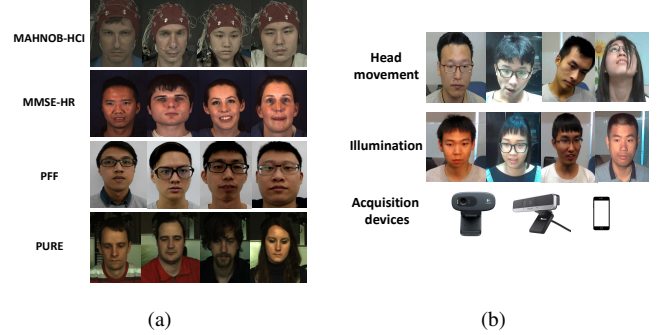 MAHNOB-HCI
MMSE-HR
PFF
PURE
(a)
Head
movement
Illumination
Acquisition
devices
(b)